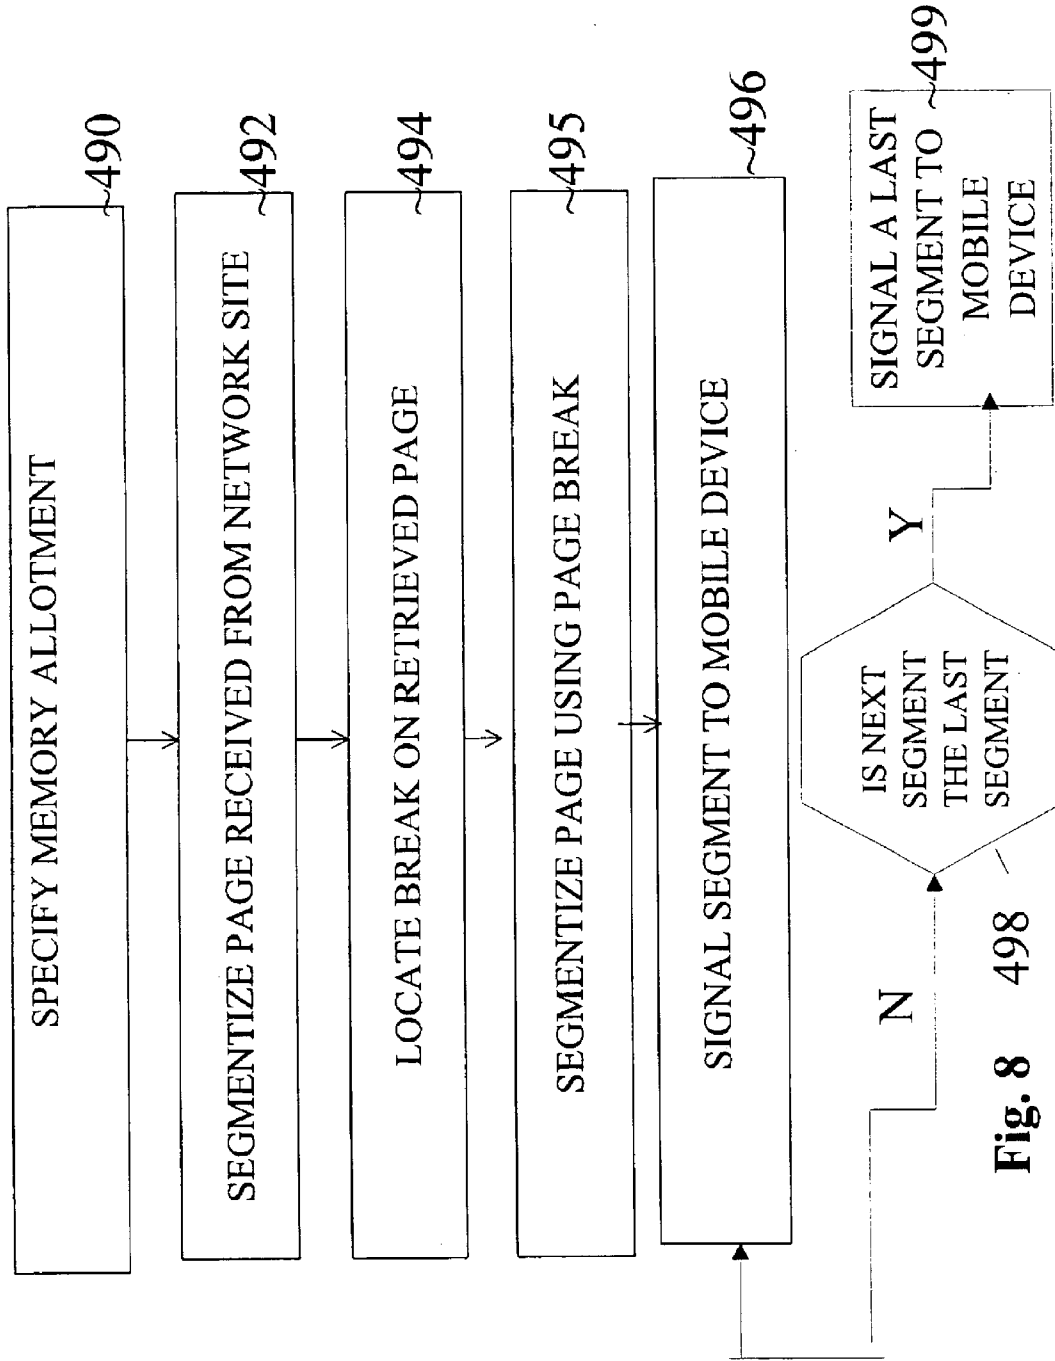 SPECIFY MEMORY ALLOTMENT
~490
SEGMENTIZE PAGE RECEIVED FROM NETWORK SITE
~492
LOCATE BREAK ON RETRIEVED PAGE
~494
SEGMENTIZE PAGE USING PAGE BREAK
~495
SIGNAL SEGMENT TO MOBILE DEVICE
~496
N
IS NEXT
SEGMENT
THE LAST
SEGMENT
498
Y
SIGNAL A LAST
SEGMENT TO
MOBILE
DEVICE
~499
Fig. 8